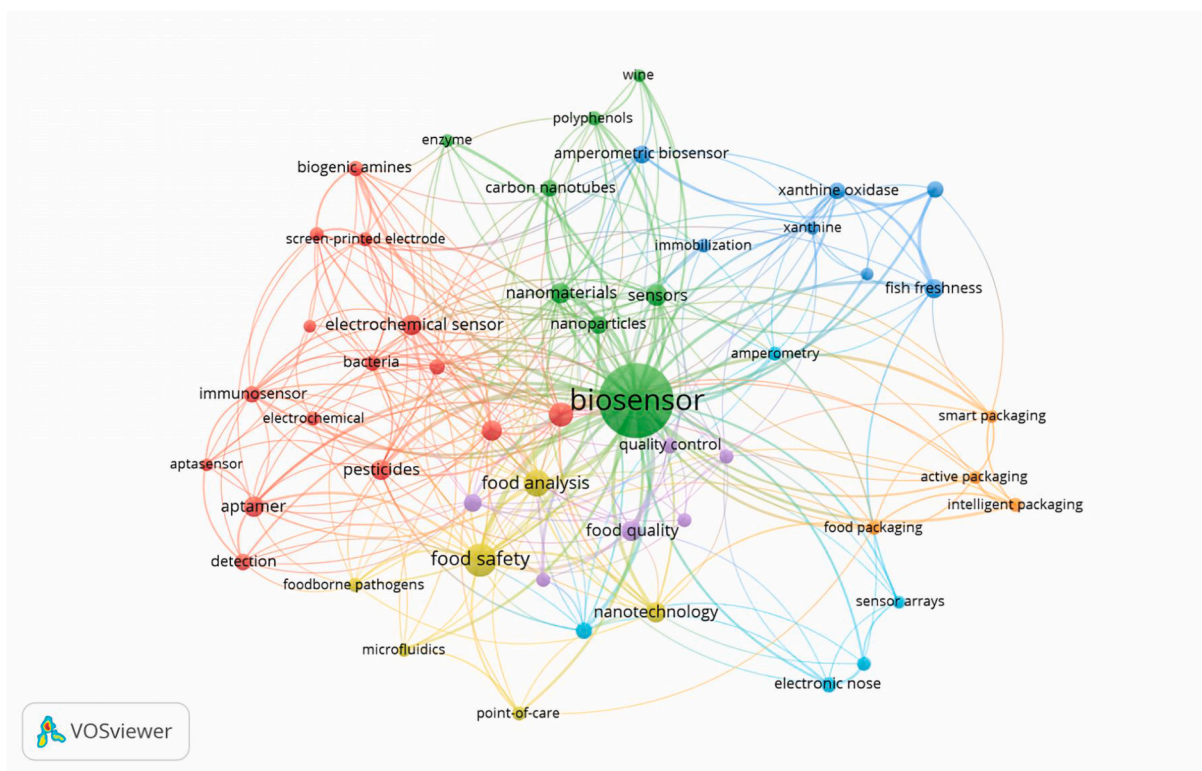 wine
polyphenols
enzyme
amperometric biosensor
biogenic amines
carbon nanotubes
xanthine oxidase
xanthine
screen-printed electrode
immobilization
fish freshness
nanomaterials
sensors
electrochemical sensor
nanoparticles
amperometry
bacteria
immunosensor
biosensor
electrochemical
smart packaging
quality control
aptasensor
pesticides
active packaging
food analysis
aptamer
intelligent packaging
food packaging
food quality
food safety
detection
foodborne pathogens
sensor arrays
nanotechnology
microfluidics
electronic nose
point-of-care
VOSviewer